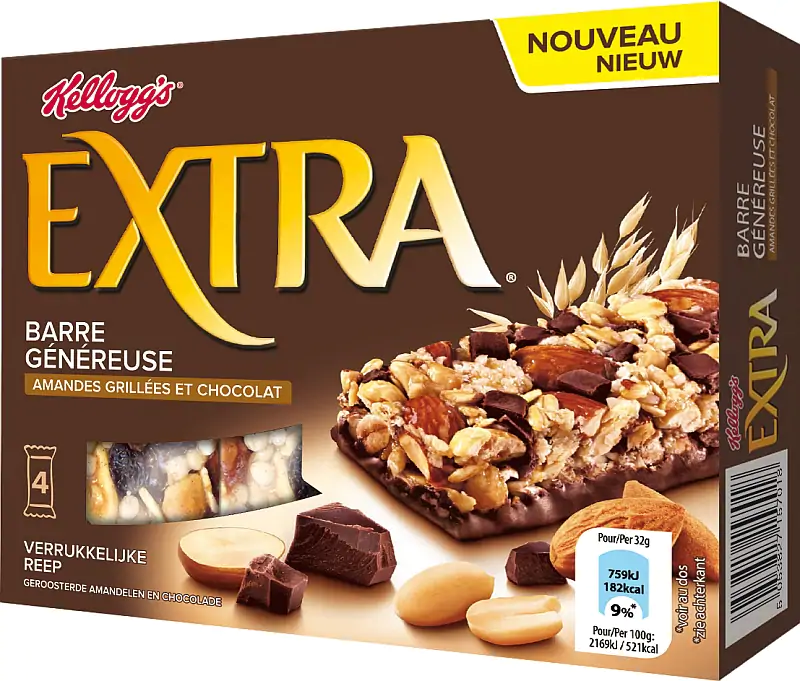 NOUVEAU
NIEUW
Kellogg's®
EXTRA®
BARRE
GÉNÉREUSE
AMANDES GRILLÉES ET CHOCOLAT
4
VERRUKKELIJKE
REEP
GEROOSTERDE AMANDELEN EN CHOCOLADE
Pour/Per 32g
759kJ
182kcal
9%*
Pour/Per 100g:
2169kJ / 521kcal
*voir au dos
*zie achterkant
BARRE
GÉNÉREUSE
AMANDES GRILLÉES ET CHOCOLAT
Kellogg's
EXTRA